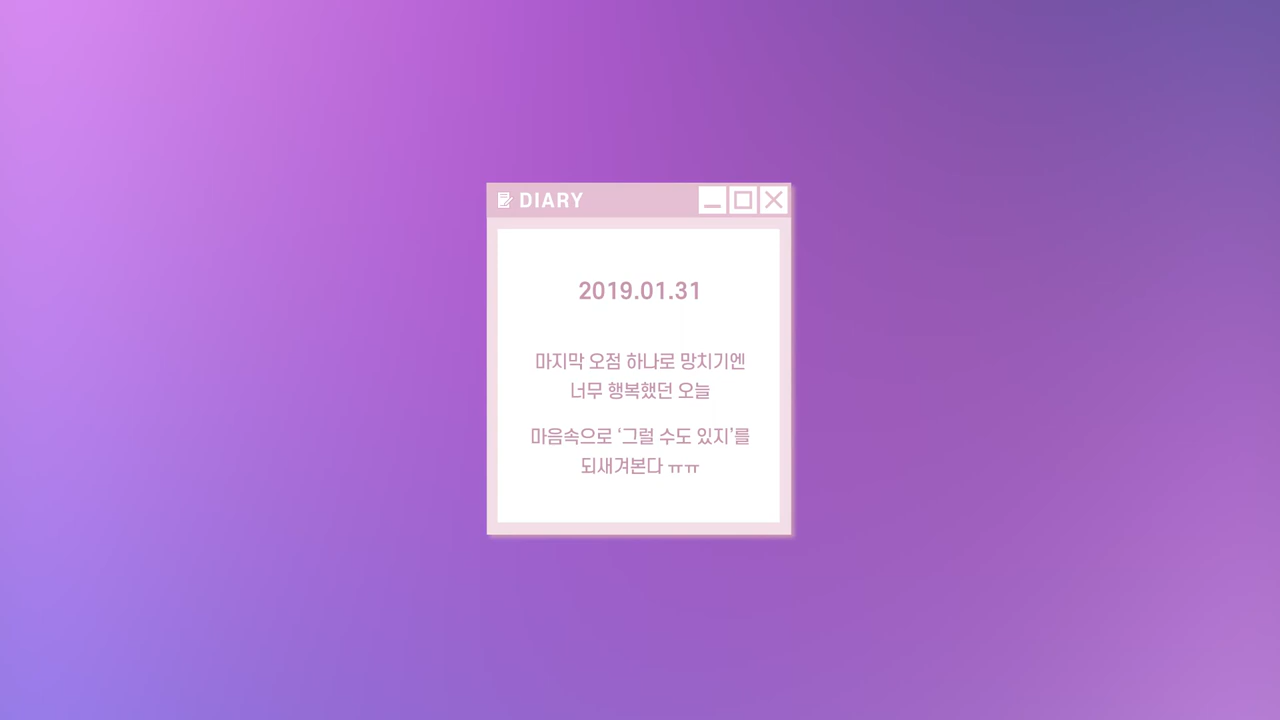 DIARY
2019.01.31
마지막 오점 하나로 망치기엔
너무 행복했던 오늘
마음속으로 ‘그럴 수도 있지’를
되새겨본다 ㅠㅠ